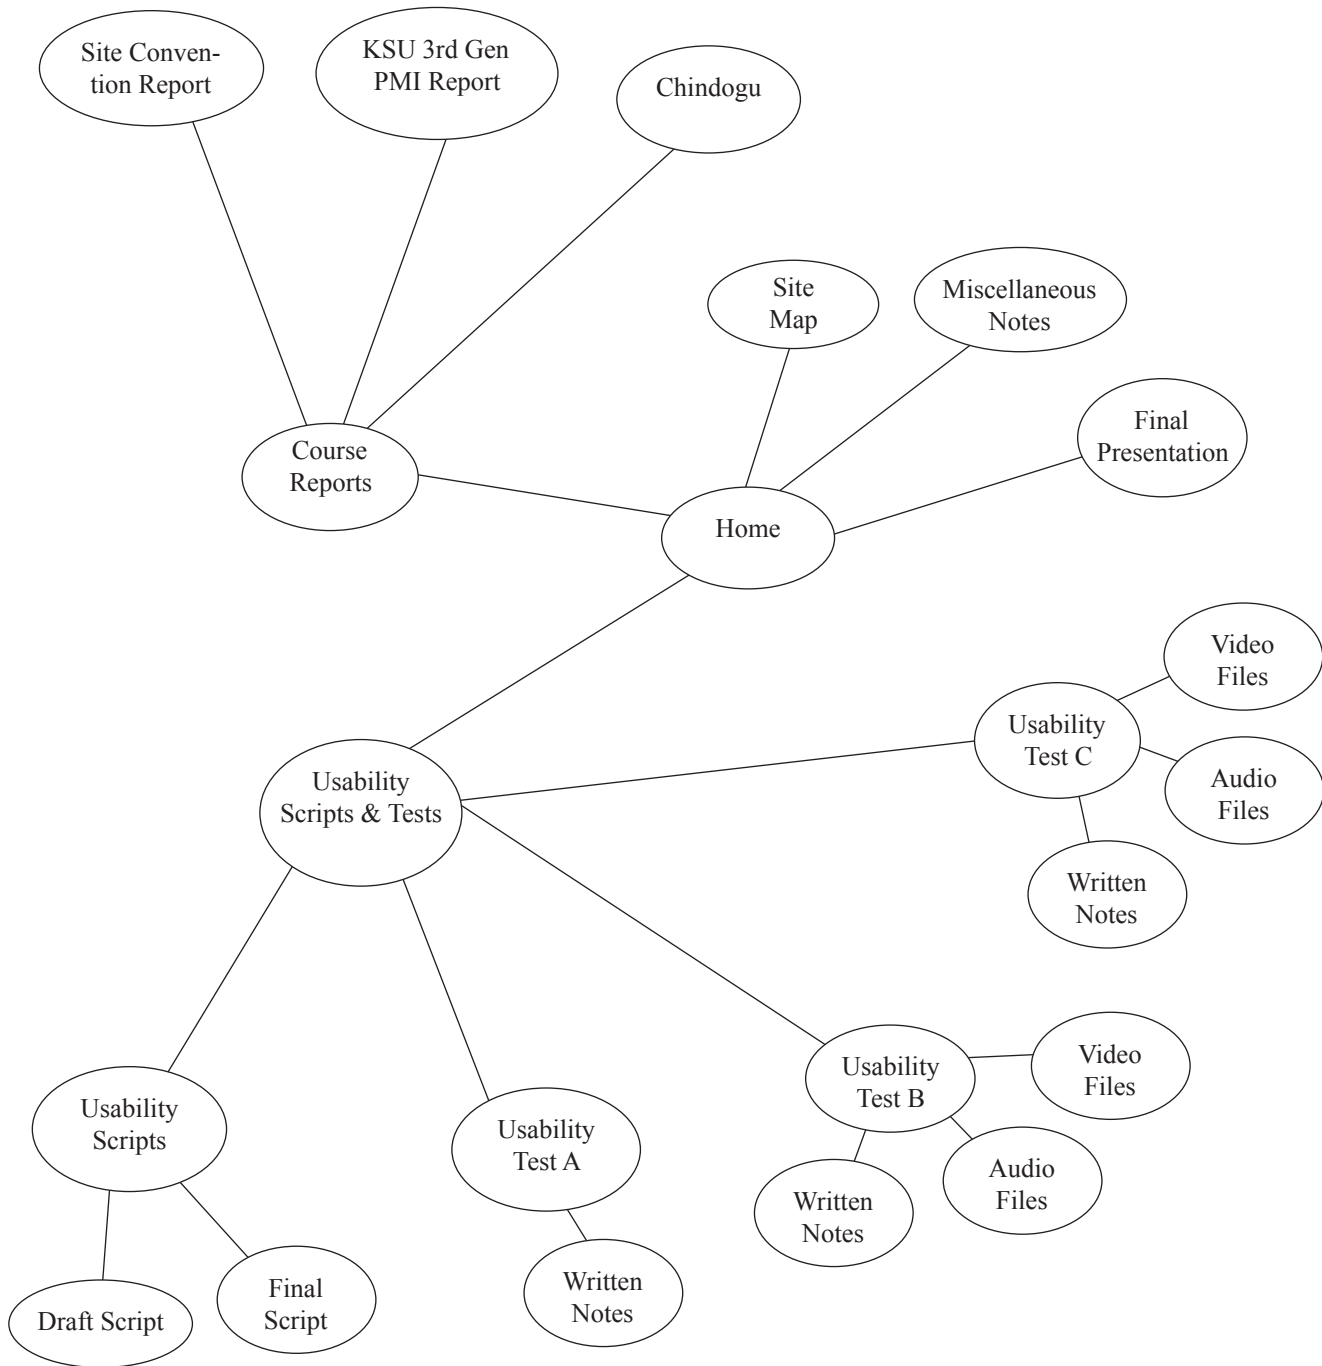 Site Conven-
tion Report
KSU 3rd Gen
PMI Report
Chindogu
Site
Map
Miscellaneous
Notes
Final
Presentation
Course
Reports
Home
Video
Files
Usability
Test C
Audio
Files
Usability
Scripts & Tests
Written
Notes
Usability
Test B
Video
Files
Usability
Scripts
Usability
Test A
Audio
Files
Written
Notes
Final
Script
Written
Notes
Draft Script